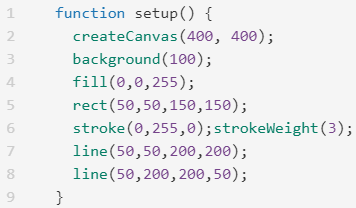 1 function setup() {
2 createCanvas(400, 400);
3 background(100);
4 fill(0,0,255);
5 rect(50,50,150,150);
6 stroke(0,255,0);strokeWeight(3);
7 line(50,50,200,200);
8 line(50,200,200,50);
9 }